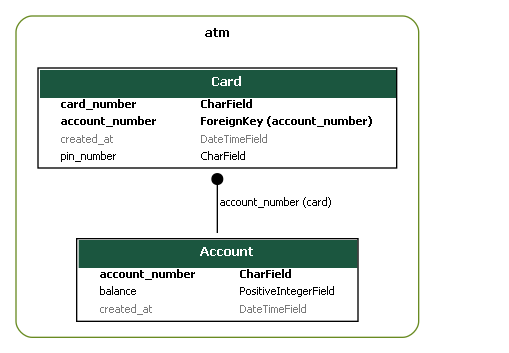 atm
Card
card_number CharField
account_number ForeignKey (account_number)
created_at DateTimeField
pin_number CharField
account_number (card)
Account
account_number CharField
balance PositiveIntegerField
created_at DateTimeField